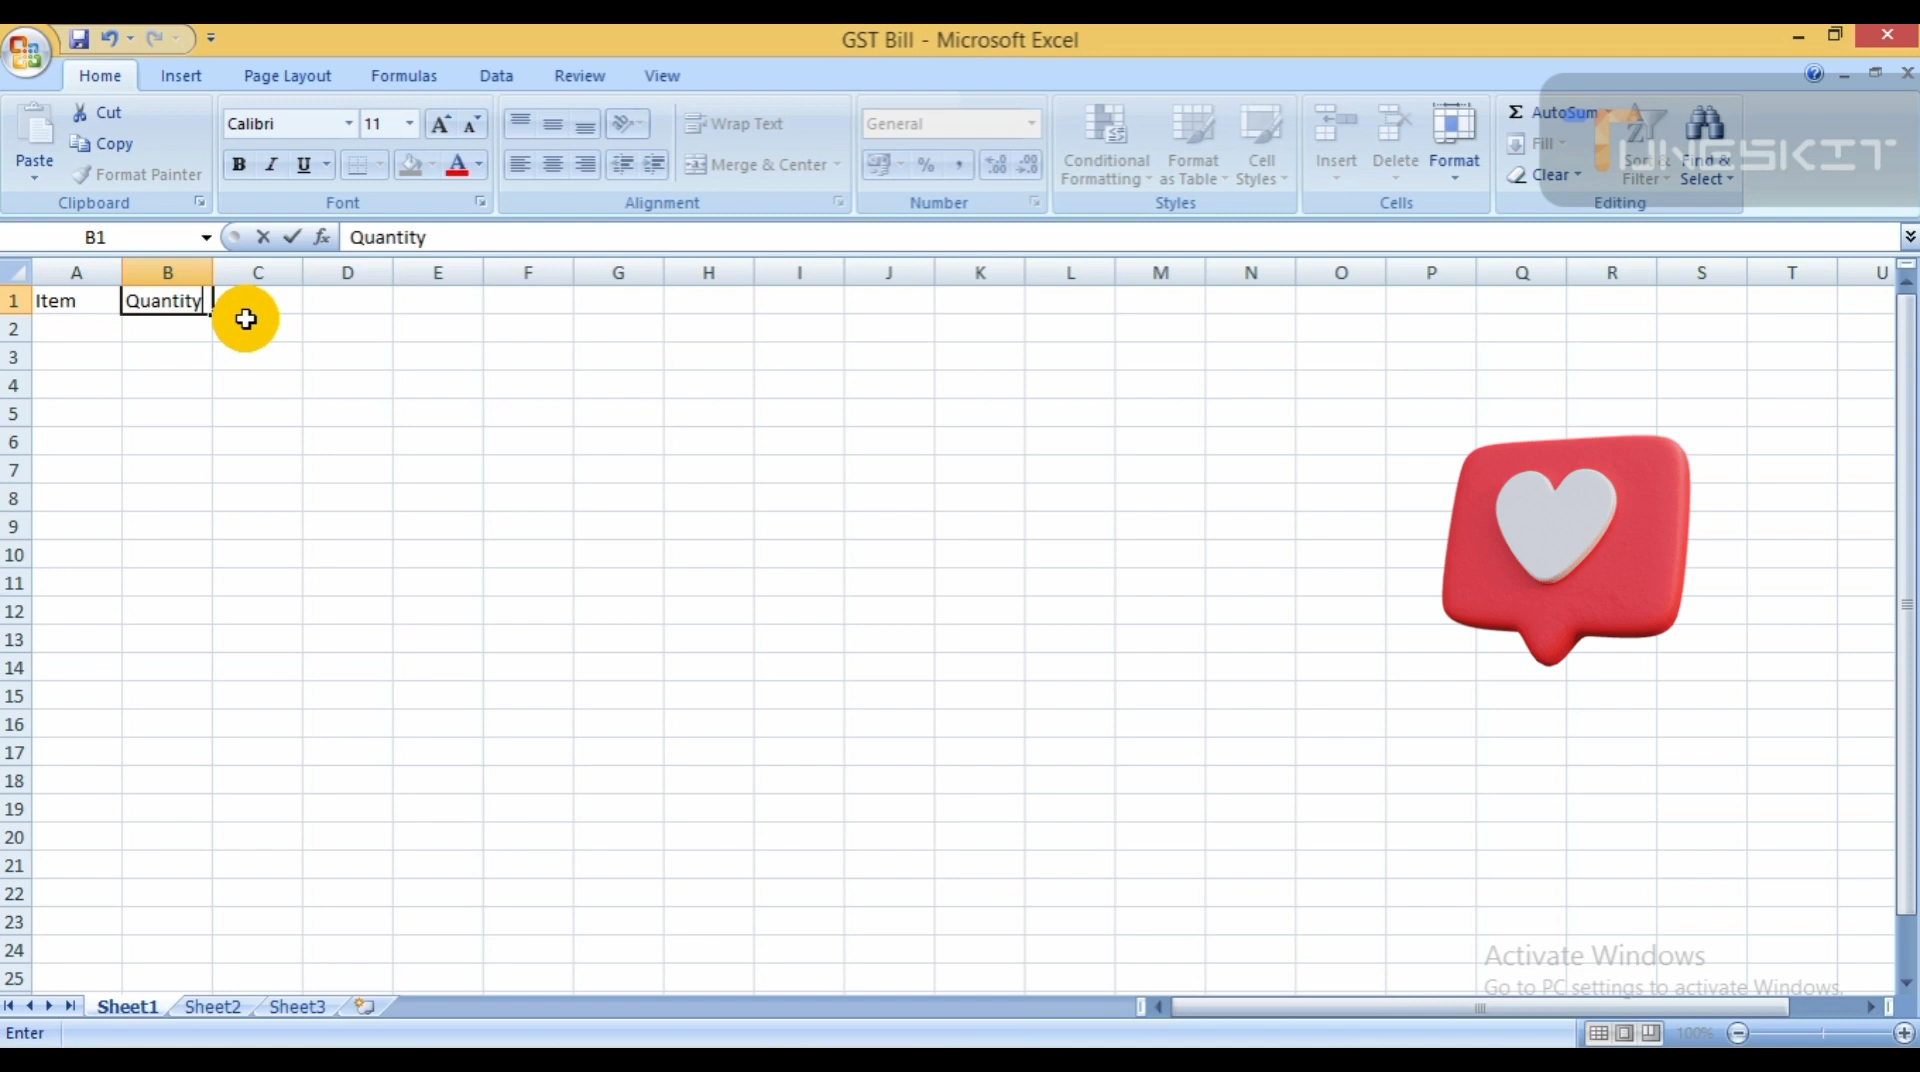 GST Bill - Microsoft Excel
Home Insert Page Layout Formulas Data Review View
Paste Cut
Copy
Format Painter
Clipboard
Calibri 11
B I U
Font
Wrap Text
Merge & Center
Alignment
General
% ,
Number
Conditional Formatting
Format as Table
Cell Styles
Styles
Insert Delete Format
Cells
Σ AutoSum
Fill
Clear
Sort & Filter
Find & Select
Editing
B1 fx Quantity
A B C D E F G H I J K L M N O P Q R S T U
1 Item Quantity
2
3
4
5
6
7
8
9
10
11
12
13
14
15
16
17
18
19
20
21
22
23
24
25
Activate Windows
Go to PC settings to activate Windows.
Sheet1 Sheet2 Sheet3
Enter 100%